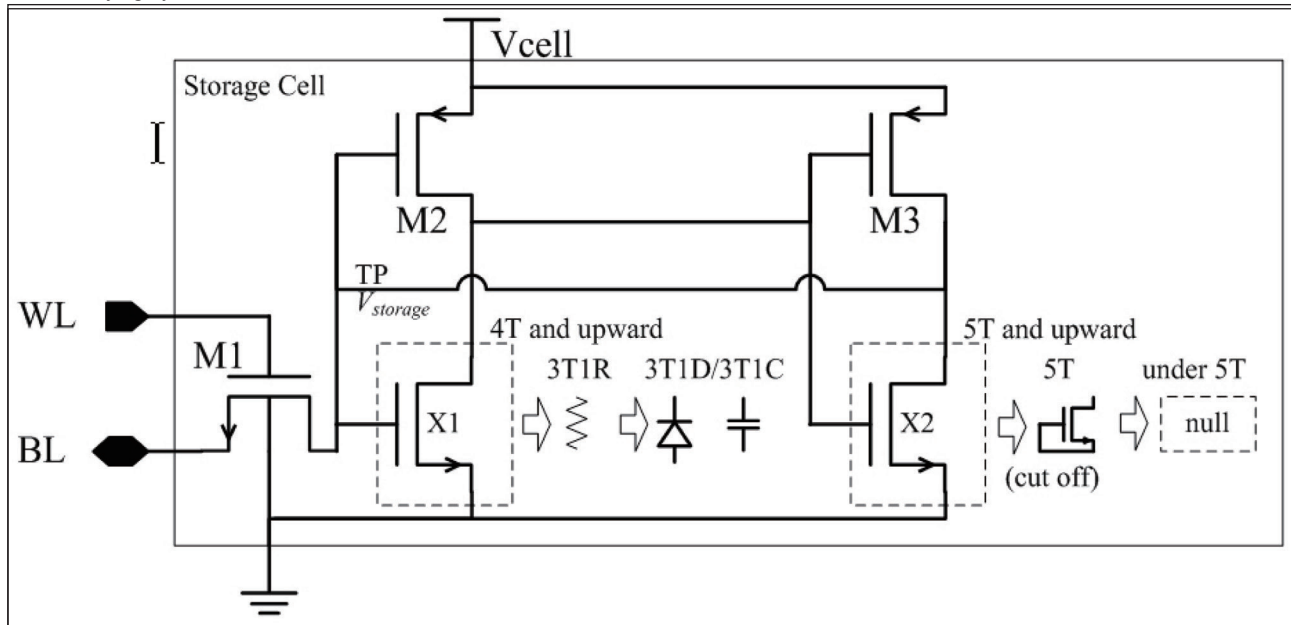 Vcell
Storage Cell
M2
M3
TP
Vstorage
WL
4T and upward
5T and upward
M1
3T1R
3T1D/3T1C
5T
under 5T
X1
X2
null
BL
(cut off)